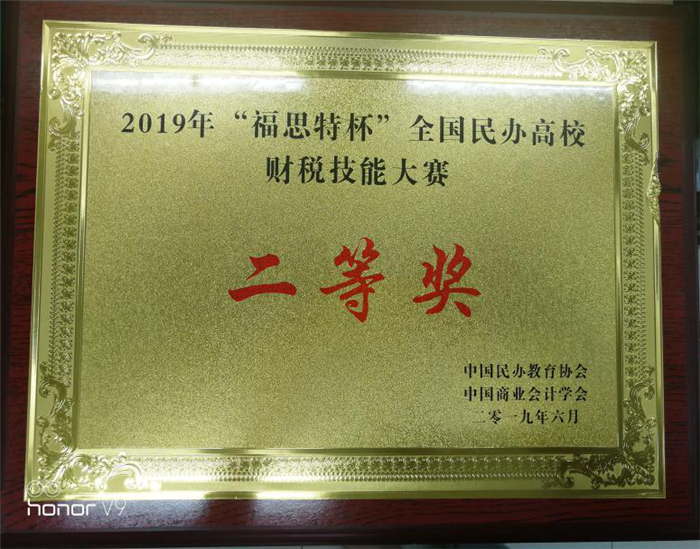 2019年“福思特杯”全国民办高校
财税技能大赛
二等奖
中国民办教育协会
中国商业会计学会
二零一九年六月
honor V9